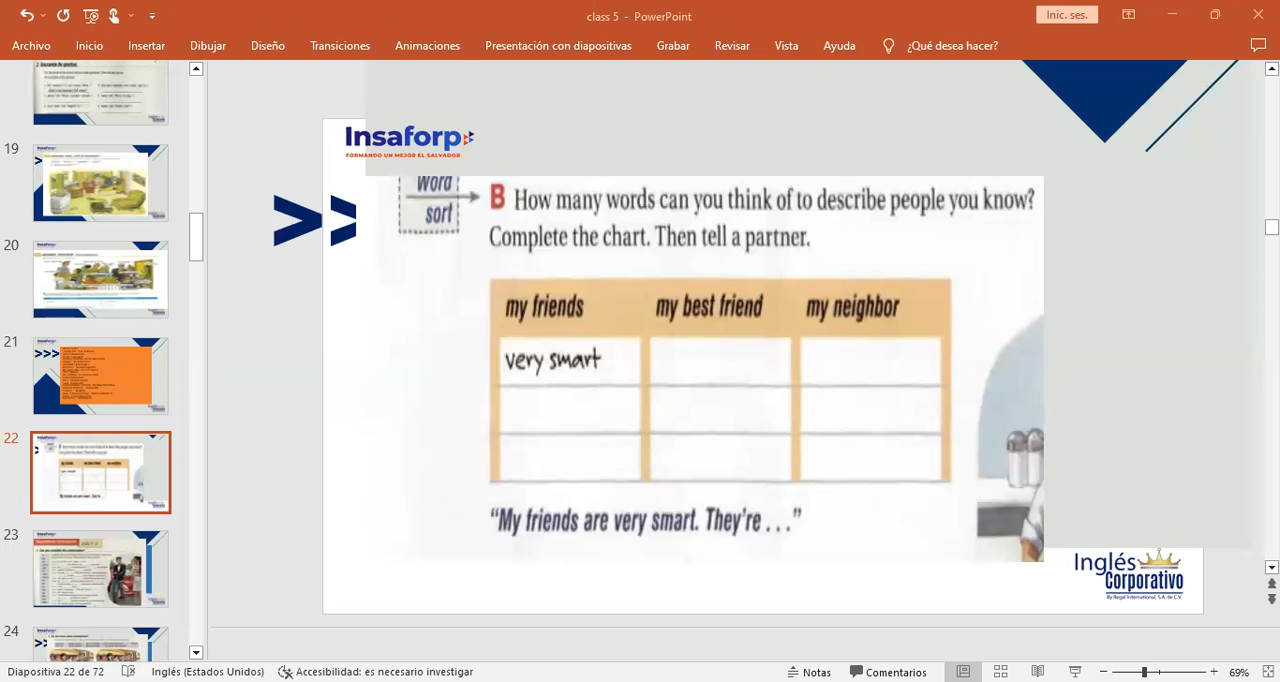 class 5 - PowerPoint
Inic. ses.
Archivo Inicio Insertar Dibujar Diseño Transiciones Animaciones Presentación con diapositivas Grabar Revisar Vista Ayuda ¿Qué desea hacer?
19
20
21
22
23
24
Insaforp
FORMANDO UN MEJOR EL SALVADOR
word
sort
B How many words can you think of to describe people you know?
Complete the chart. Then tell a partner.
my friends my best friend my neighbor
very smart
"My friends are very smart. They're . . ."
Inglés
Corporativo
By Regal International, S.A. de C.V.
Diapositiva 22 de 72 Inglés (Estados Unidos) Accesibilidad: es necesario investigar Notas Comentarios 69%